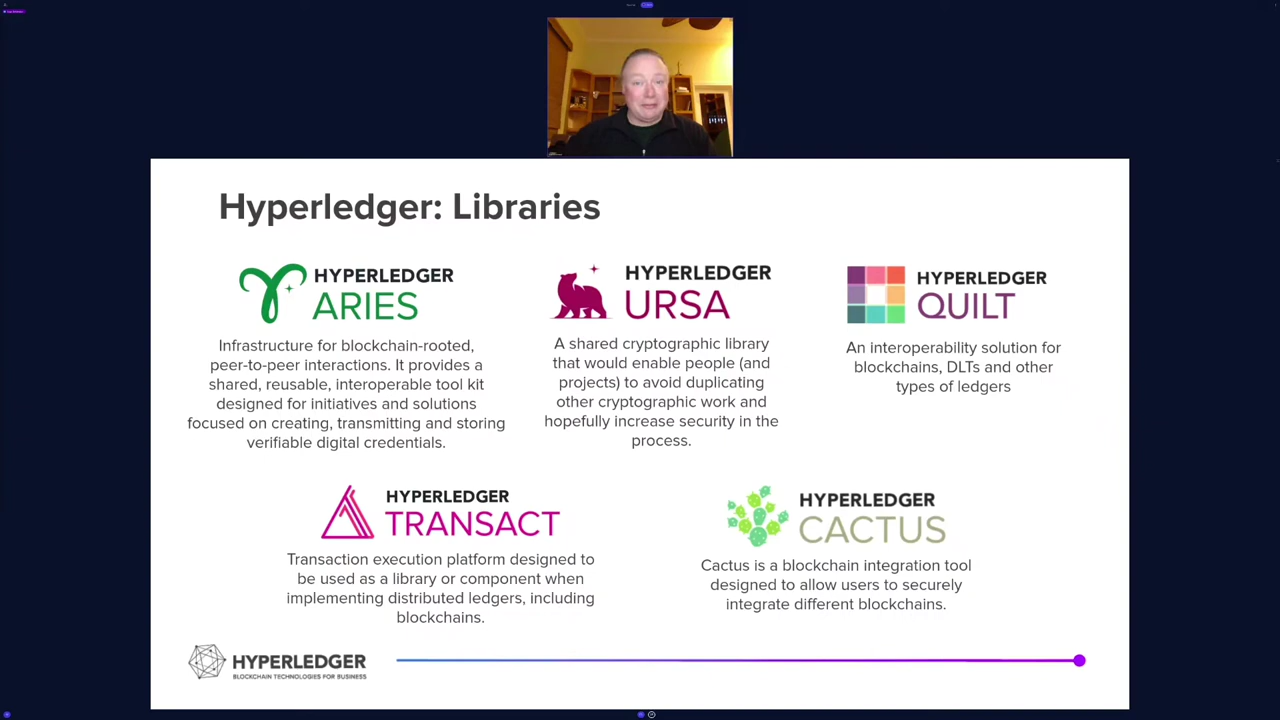 Hyperledger: Libraries
HYPERLEDGER
ARIES
Infrastructure for blockchain-rooted,
peer-to-peer interactions. It provides a
shared, reusable, interoperable tool kit
designed for initiatives and solutions
focused on creating, transmitting and storing
verifiable digital credentials.
HYPERLEDGER
URSA
A shared cryptographic library
that would enable people (and
projects) to avoid duplicating
other cryptographic work and
hopefully increase security in the
process.
HYPERLEDGER
QUILT
An interoperability solution for
blockchains, DLTs and other
types of ledgers
HYPERLEDGER
TRANSACT
Transaction execution platform designed to
be used as a library or component when
implementing distributed ledgers, including
blockchains.
HYPERLEDGER
CACTUS
Cactus is a blockchain integration tool
designed to allow users to securely
integrate different blockchains.
HYPERLEDGER
BLOCKCHAIN TECHNOLOGIES FOR BUSINESS